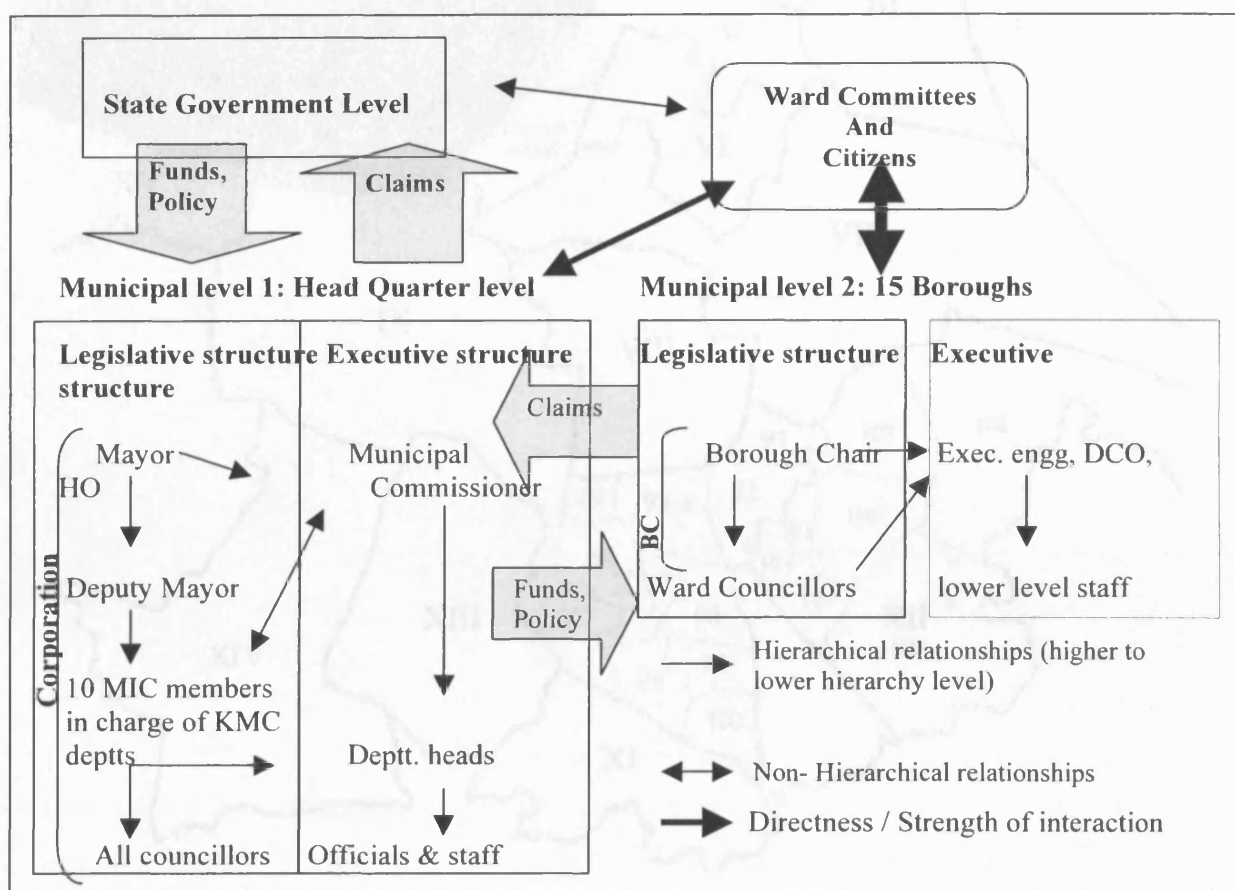 State Government Level
Ward Committees
And
Citizens
Funds,
Policy
Claims
Municipal level 1: Head Quarter level
Municipal level 2: 15 Boroughs
Legislative structure
structure
Executive structure
Legislative structure
Executive
Claims
Corporation
Mayor
HO
Deputy Mayor
10 MIC members
in charge of KMC
deptts
All councillors
Municipal
Commissioner
Deptt. heads
Officials & staff
Funds,
Policy
BC
Borough Chair
Ward Councillors
Exec. engg, DCO,
lower level staff
Hierarchical relationships (higher to
lower hierarchy level)
Non- Hierarchical relationships
Directness / Strength of interaction